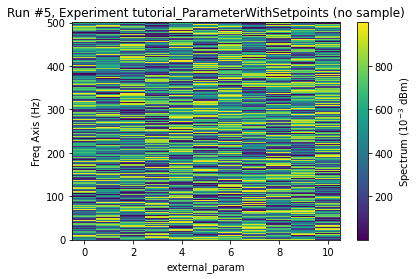 Run #5, Experiment tutorial_ParameterWithSetpoints (no sample)
500
400
300
200
100
0
Freq Axis (Hz)
0 2 4 6 8 10
external_param
800
600
400
200
Spectrum (10⁻³ dBm)